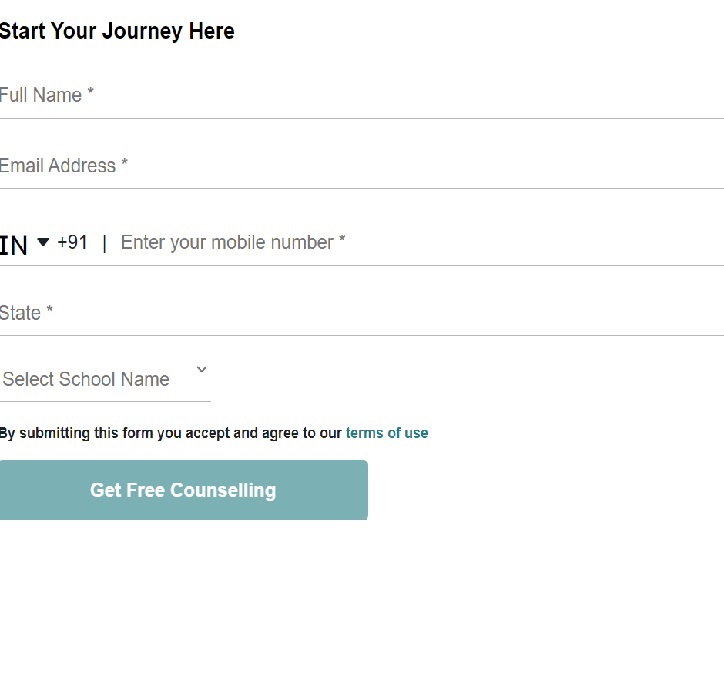 Start Your Journey Here
Full Name *
Email Address *
IN +91 | Enter your mobile number *
State *
Select School Name
By submitting this form you accept and agree to our terms of use
Get Free Counselling